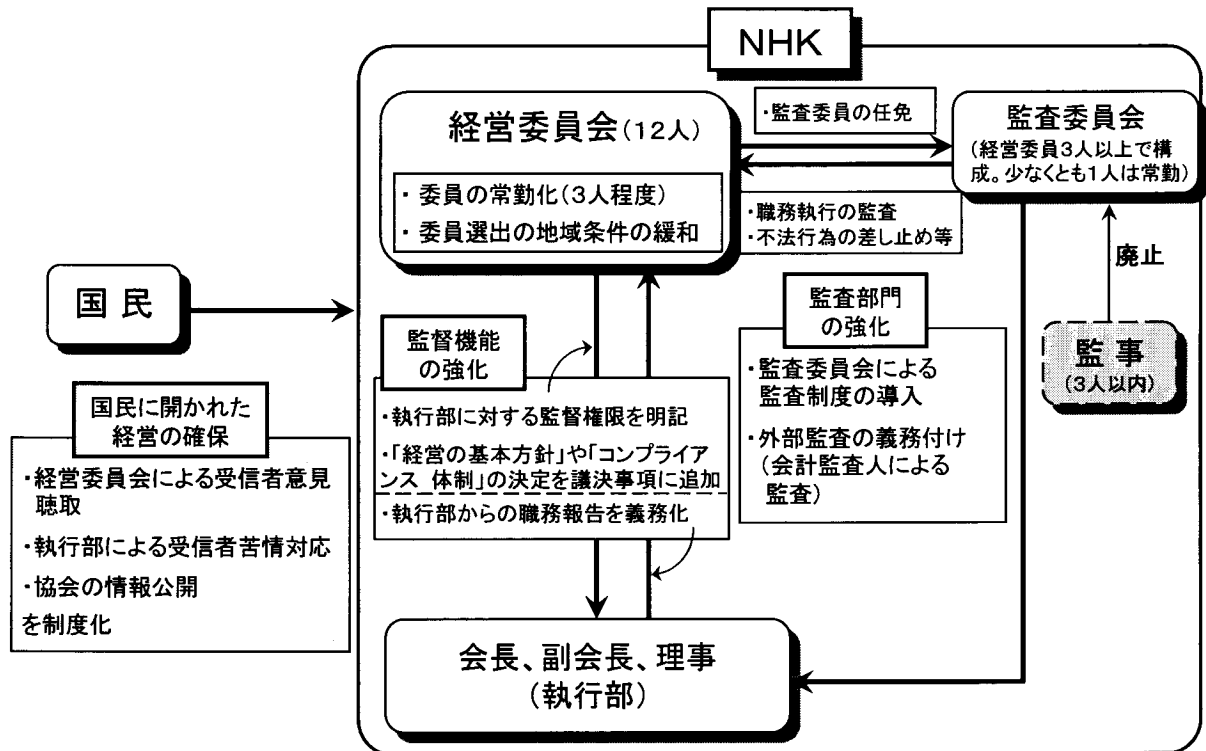 NHK
経営委員会(12人)
・委員の常勤化(3人程度)
・委員選出の地域条件の緩和
・監査委員の任免
監査委員会
(経営委員3人以上で構
成。少なくとも1人は常勤)
・職務執行の監査
・不法行為の差し止め等
廃止
監事
(3人以内)
国民
監督機能
の強化
・執行部に対する監督権限を明記
・「経営の基本方針」や「コンプライア
ンス 体制」の決定を議決事項に追加
・執行部からの職務報告を義務化
監査部門
の強化
・監査委員会による
監査制度の導入
・外部監査の義務付け
(会計監査人による
監査)
国民に開かれた
経営の確保
・経営委員会による受信者意見
聴取
・執行部による受信者苦情対応
・協会の情報公開
を制度化
会長、副会長、理事
(執行部)